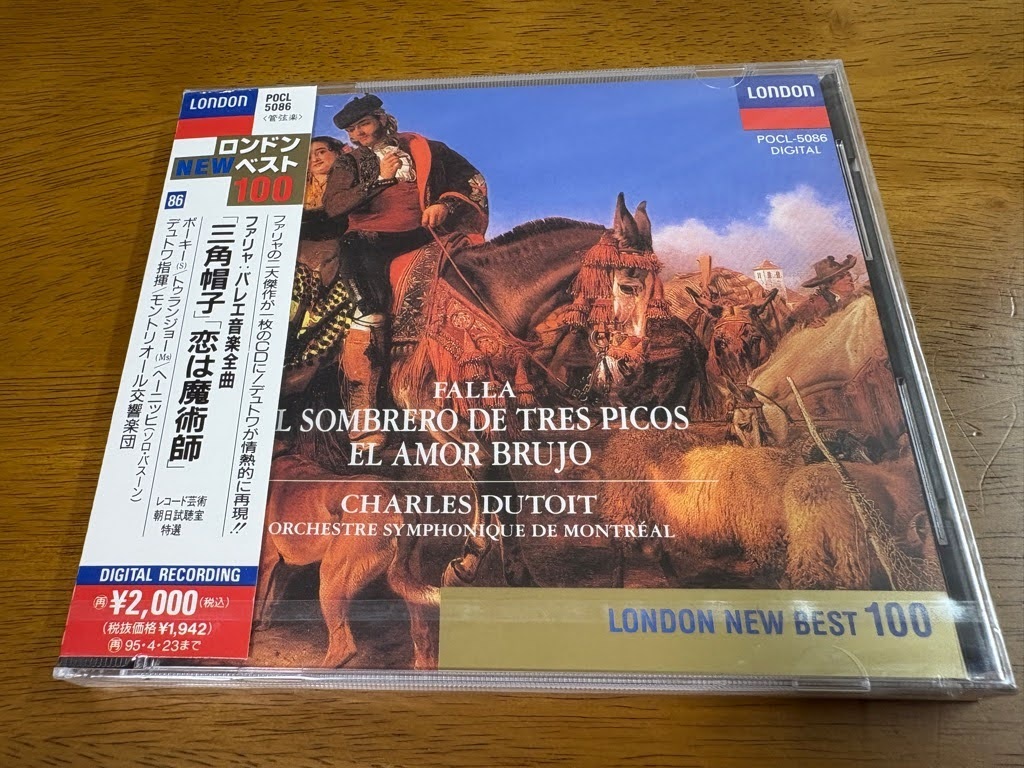 LONDON
POCL
5086
〈管弦楽〉
ロンドン
NEWベスト
100
86
ファリャの二大傑作が一枚のCDに!デュトワが情熱的に再現!!
ファリャ:バレエ音楽全曲
「三角帽子」「恋は魔術師」
ボーキー(S)/トゥランジョー(Ms)/ヘーニッヒ(ソロ・バスーン)
デュトワ指揮 モントリオール交響楽団
レコード芸術
朝日試聴室
特選
DIGITAL RECORDING
再 ¥2,000(税込)
(税抜価格¥1,942)
再 95・4・23まで
LONDON
POCL-5086
DIGITAL
FALLA
L SOMBRERO DE TRES PICOS
EL AMOR BRUJO
CHARLES DUTOIT
ORCHESTRE SYMPHONIQUE DE MONTRÉAL
LONDON NEW BEST 100